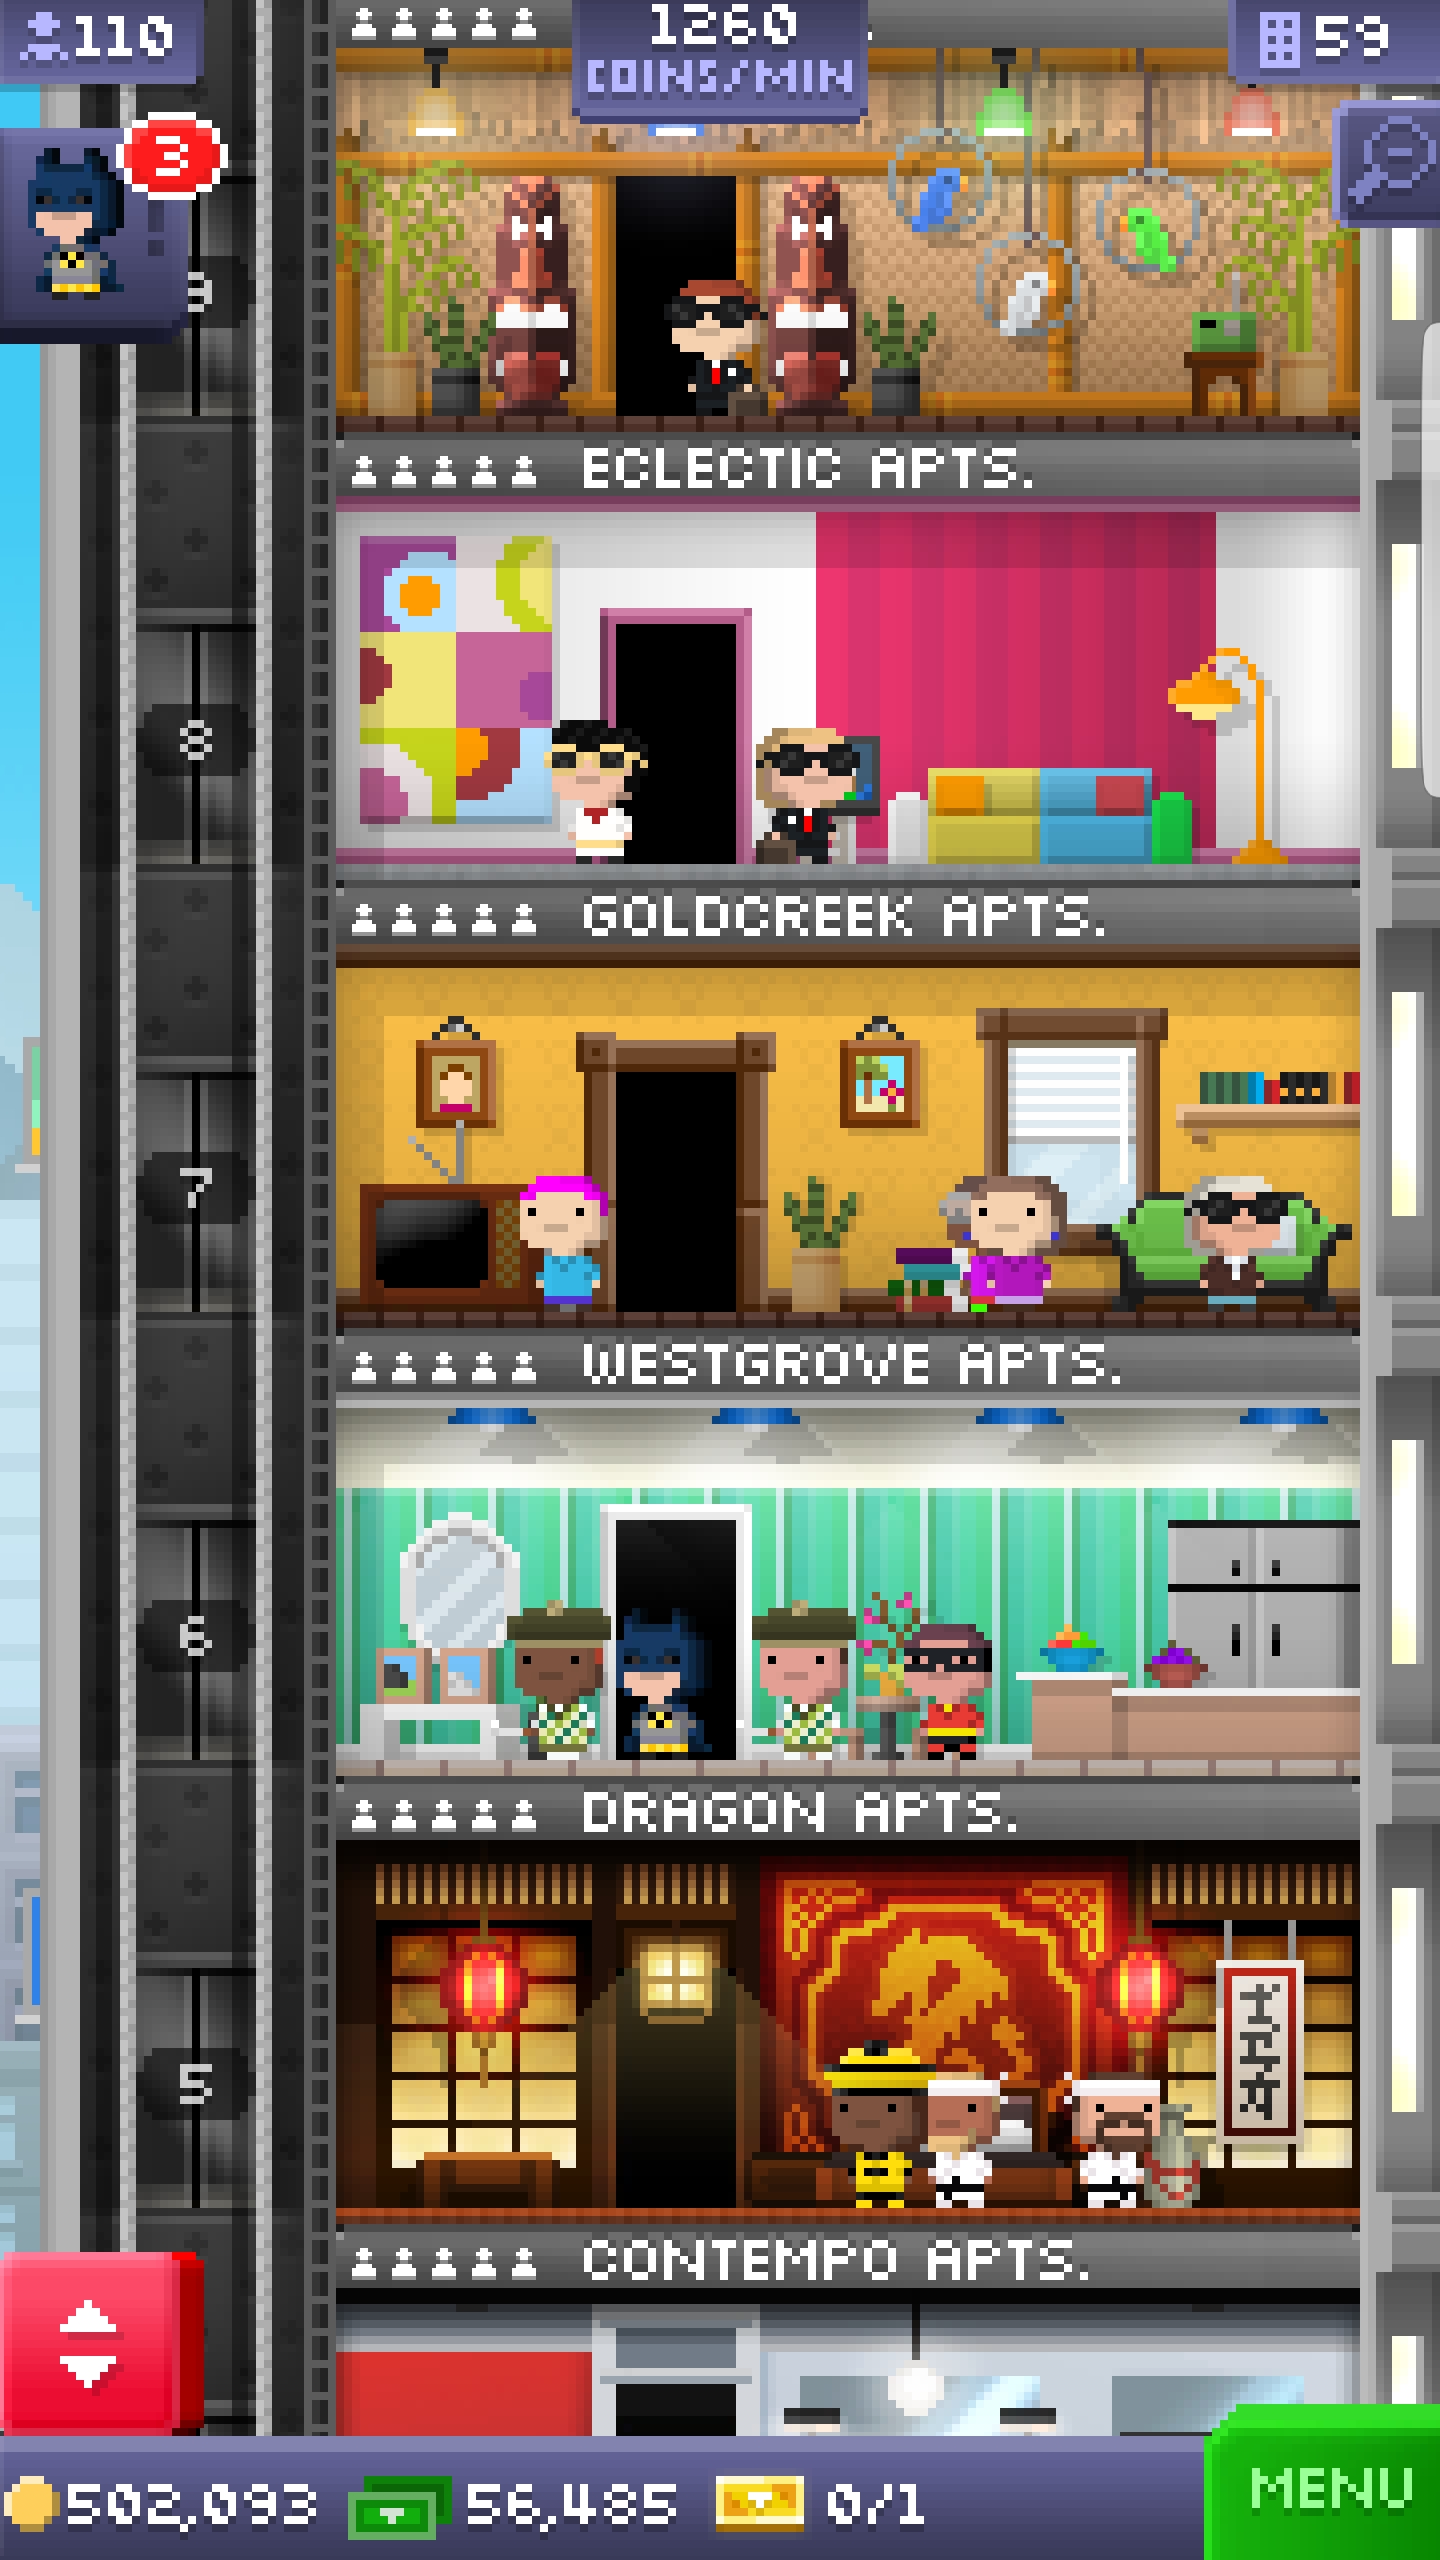 110
1260
COINS/MIN
59
3
9
ECLECTIC APTS.
8
GOLDCREEK APTS.
7
WESTGROVE APTS.
6
DRAGON APTS.
5
CONTEMPO APTS.
502,093
56,485
0/1
MENU